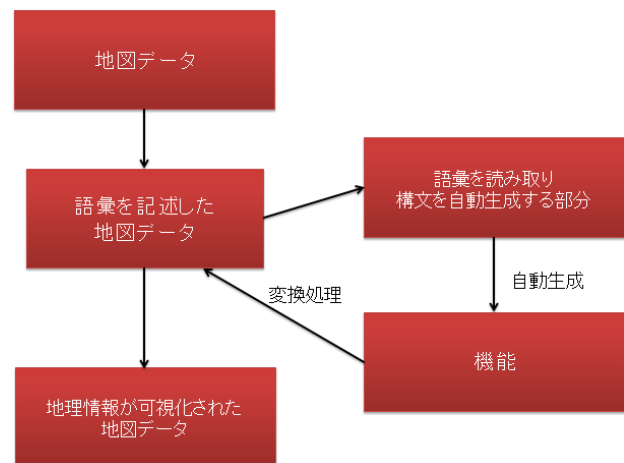 地図データ
語彙を記述した
地図データ
語彙を読み取り
構文を自動生成する部分
自動生成
変換処理
機能
地理情報が可視化された
地図データ